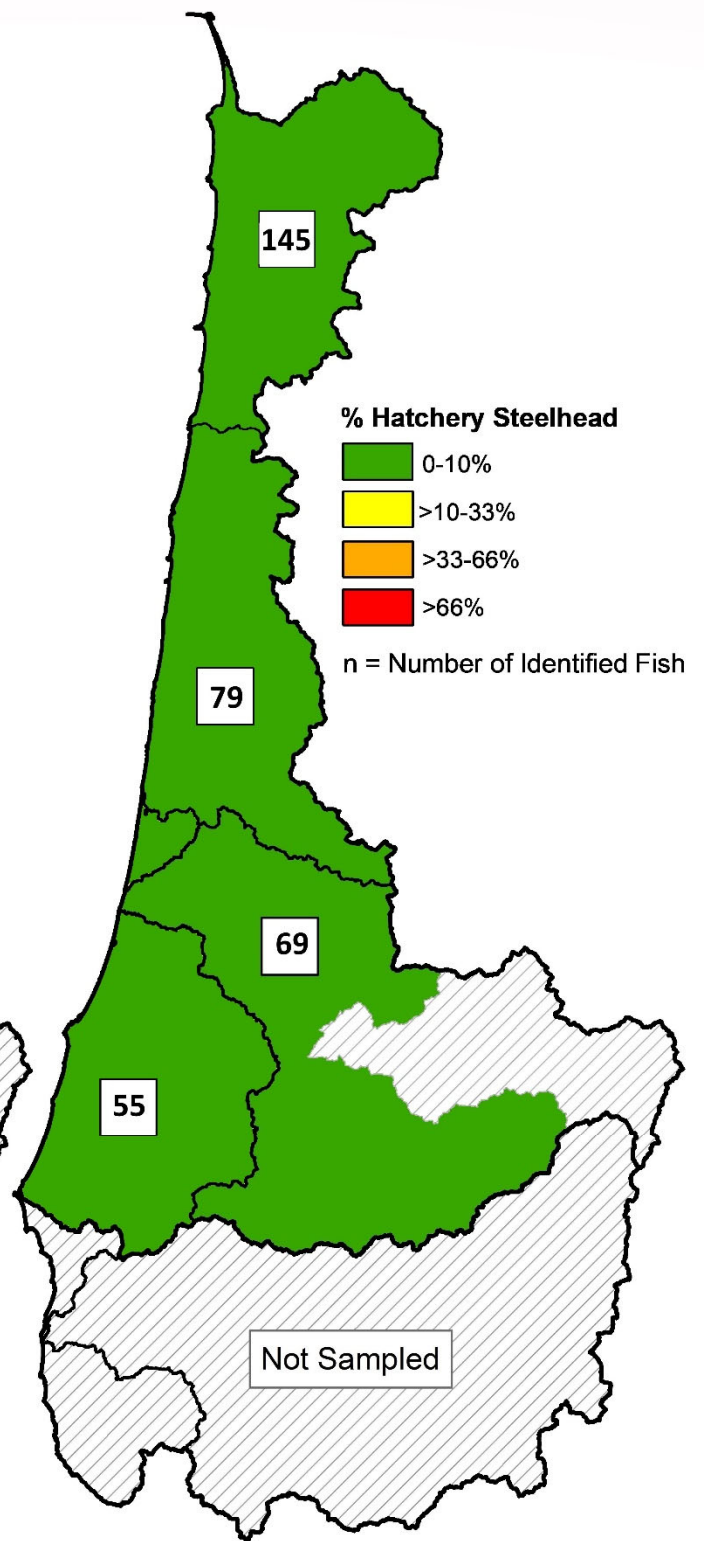 145
% Hatchery Steelhead
0-10%
>10-33%
>33-66%
>66%
n = Number of Identified Fish
79
69
55
Not Sampled